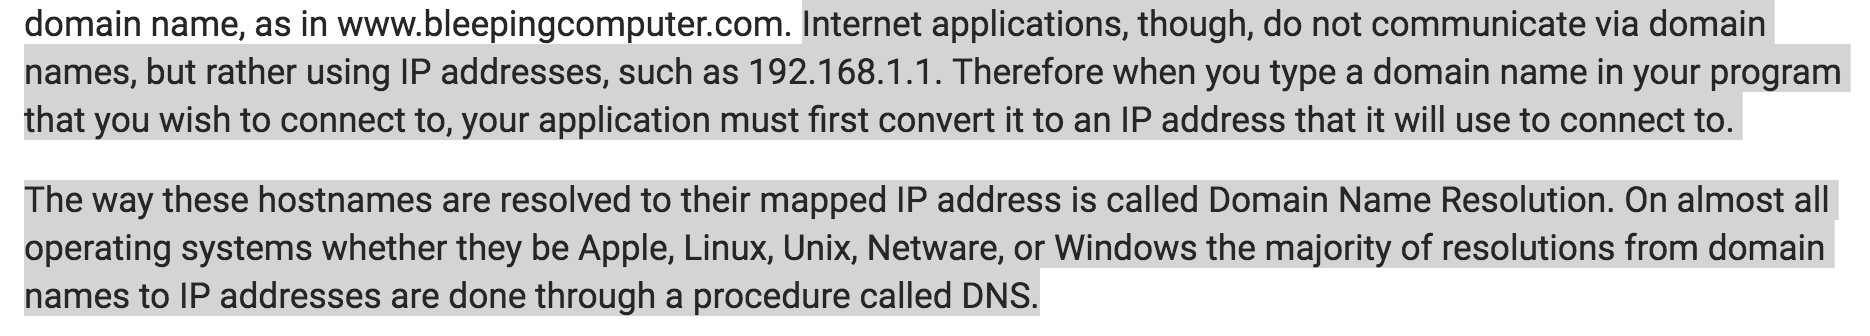 domain name, as in www.bleepingcomputer.com. Internet applications, though, do not communicate via domain
names, but rather using IP addresses, such as 192.168.1.1. Therefore when you type a domain name in your program
that you wish to connect to, your application must first convert it to an IP address that it will use to connect to.
The way these hostnames are resolved to their mapped IP address is called Domain Name Resolution. On almost all
operating systems whether they be Apple, Linux, Unix, Netware, or Windows the majority of resolutions from domain
names to IP addresses are done through a procedure called DNS.